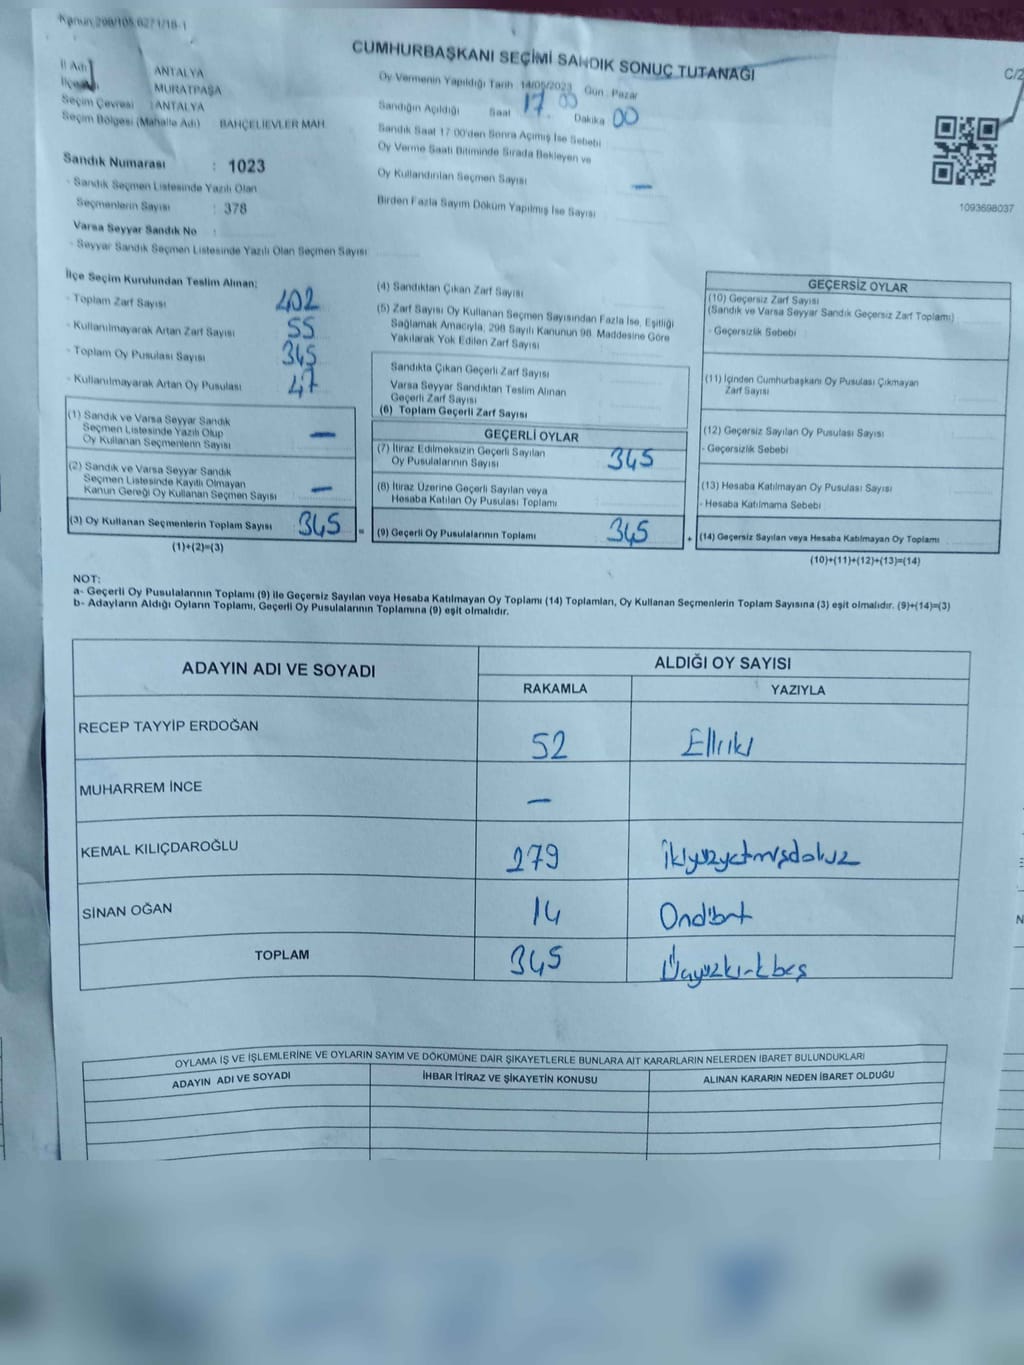 Kanun 298/105,6271/18-1
CUMHURBAŞKANI SEÇİMİ SANDIK SONUÇ TUTANAĞI
C/2
İl Adı ANTALYA
İlçe MURATPAŞA
Seçim Çevresi : ANTALYA
Seçim Bölgesi (Mahalle Adı) BAHÇELİEVLER MAH.
Oy Vermenin Yapıldığı Tarih 14/05/2023 Gün : Pazar
Sandığın Açıldığı Saat 17 00 Dakika 00
Sandık Saat 17.00'den Sonra Açımış İse Sebebi
Oy Verme Saati Bitiminde Sırada Bekleyen ve
Oy Kullandırılan Seçmen Sayısı —
Birden Fazla Sayım Döküm Yapılmış İse Sayısı
1093698037
Sandık Numarası : 1023
- Sandık Seçmen Listesinde Yazılı Olan
Seçmenlerin Sayısı : 378
Varsa Seyyar Sandık No :
- Seyyar Sandık Seçmen Listesinde Yazılı Olan Seçmen Sayısı
İlçe Seçim Kurulundan Teslim Alınan:
- Toplam Zarf Sayısı 402
- Kullanılmayarak Artan Zarf Sayısı 55
- Toplam Oy Pusulası Sayısı 345
- Kullanılmayarak Artan Oy Pusulası 47
(1) Sandık ve Varsa Seyyar Sandık
Seçmen Listesinde Yazılı Olup
Oy Kullanan Seçmenlerin Sayısı —
(2) Sandık ve Varsa Seyyar Sandık
Seçmen Listesinde Kayıtlı Olmayan
Kanun Gereği Oy Kullanan Seçmen Sayısı —
(3) Oy Kullanan Seçmenlerin Toplam Sayısı 345 =
(1)+(2)=(3)
(4) Sandıktan Çıkan Zarf Sayısı
(5) Zarf Sayısı Oy Kullanan Seçmen Sayısından Fazla İse, Eşitliği
Sağlamak Amacıyla, 298 Sayılı Kanunun 98. Maddesine Göre
Yakılarak Yok Edilen Zarf Sayısı
Sandıkta Çıkan Geçerli Zarf Sayısı
Varsa Seyyar Sandıktan Teslim Alınan
Geçerli Zarf Sayısı
(6) Toplam Geçerli Zarf Sayısı
GEÇERLİ OYLAR
(7) İtiraz Edilmeksizin Geçerli Sayılan
Oy Pusulalarının Sayısı 345
(8) İtiraz Üzerine Geçerli Sayılan veya
Hesaba Katılan Oy Pusulası Toplamı
(9) Geçerli Oy Pusulalarının Toplamı 345 +
GEÇERSİZ OYLAR
(10) Geçersiz Zarf Sayısı
(Sandık ve Varsa Seyyar Sandık Geçersiz Zarf Toplamı)
- Geçersizlik Sebebi :
(11) İçinden Cumhurbaşkanı Oy Pusulası Çıkmayan
Zarf Sayısı
(12) Geçersiz Sayılan Oy Pusulası Sayısı
- Geçersizlik Sebebi
(13) Hesaba Katılmayan Oy Pusulası Sayısı
- Hesaba Katılmama Sebebi
(14) Geçersiz Sayılan veya Hesaba Katılmayan Oy Toplamı
(10)+(11)+(12)+(13)=(14)
NOT:
a- Geçerli Oy Pusulalarının Toplamı (9) ile Geçersiz Sayılan veya Hesaba Katılmayan Oy Toplamı (14) Toplamları, Oy Kullanan Seçmenlerin Toplam Sayısına (3) eşit olmalıdır. (9)+(14)=(3)
b- Adayların Aldığı Oyların Toplamı, Geçerli Oy Pusulalarının Toplamına (9) eşit olmalıdır.
ADAYIN ADI VE SOYADI
ALDIĞI OY SAYISI
RAKAMLA YAZIYLA
RECEP TAYYİP ERDOĞAN 52 Elliiki
MUHARREM İNCE —
KEMAL KILIÇDAROĞLU 279 İkiyüzyetmişdokuz
SİNAN OĞAN 14 Ondört
TOPLAM 345 Üçyüzkırkbeş
OYLAMA İŞ VE İŞLEMLERİNE VE OYLARIN SAYIM VE DÖKÜMÜNE DAİR ŞİKAYETLERLE BUNLARA AİT KARARLARIN NELERDEN İBARET BULUNDUKLARI
ADAYIN ADI VE SOYADI İHBAR İTİRAZ VE ŞİKAYETİN KONUSU ALINAN KARARIN NEDEN İBARET OLDUĞU